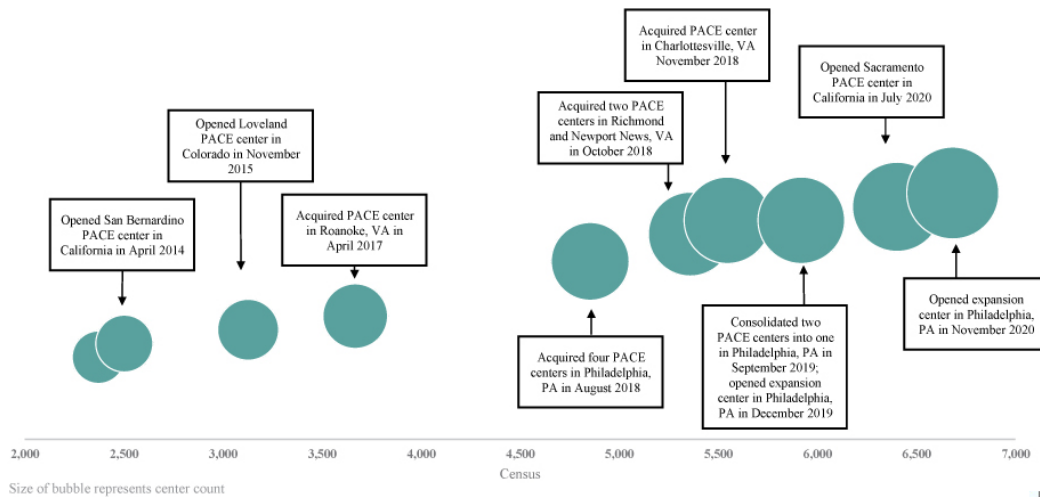 Acquired PACE center
in Charlottesville, VA
November 2018
Opened Sacramento
PACE center in
California in July 2020
Acquired two PACE
centers in Richmond
and Newport News, VA
in October 2018
Opened Loveland
PACE center in
Colorado in November
2015
Opened San Bernardino
PACE center in
California in April 2014
Acquired PACE center
in Roanoke, VA in
April 2017
Acquired four PACE
centers in Philadelphia,
PA in August 2018
Consolidated two
PACE centers into one
in Philadelphia, PA in
September 2019;
opened expansion
center in Philadelphia,
PA in December 2019
Opened expansion
center in Philadelphia,
PA in November 2020
2,000
2,500
3,000
3,500
4,000
4,500
5,000
5,500
6,000
6,500
7,000
Census
Size of bubble represents center count